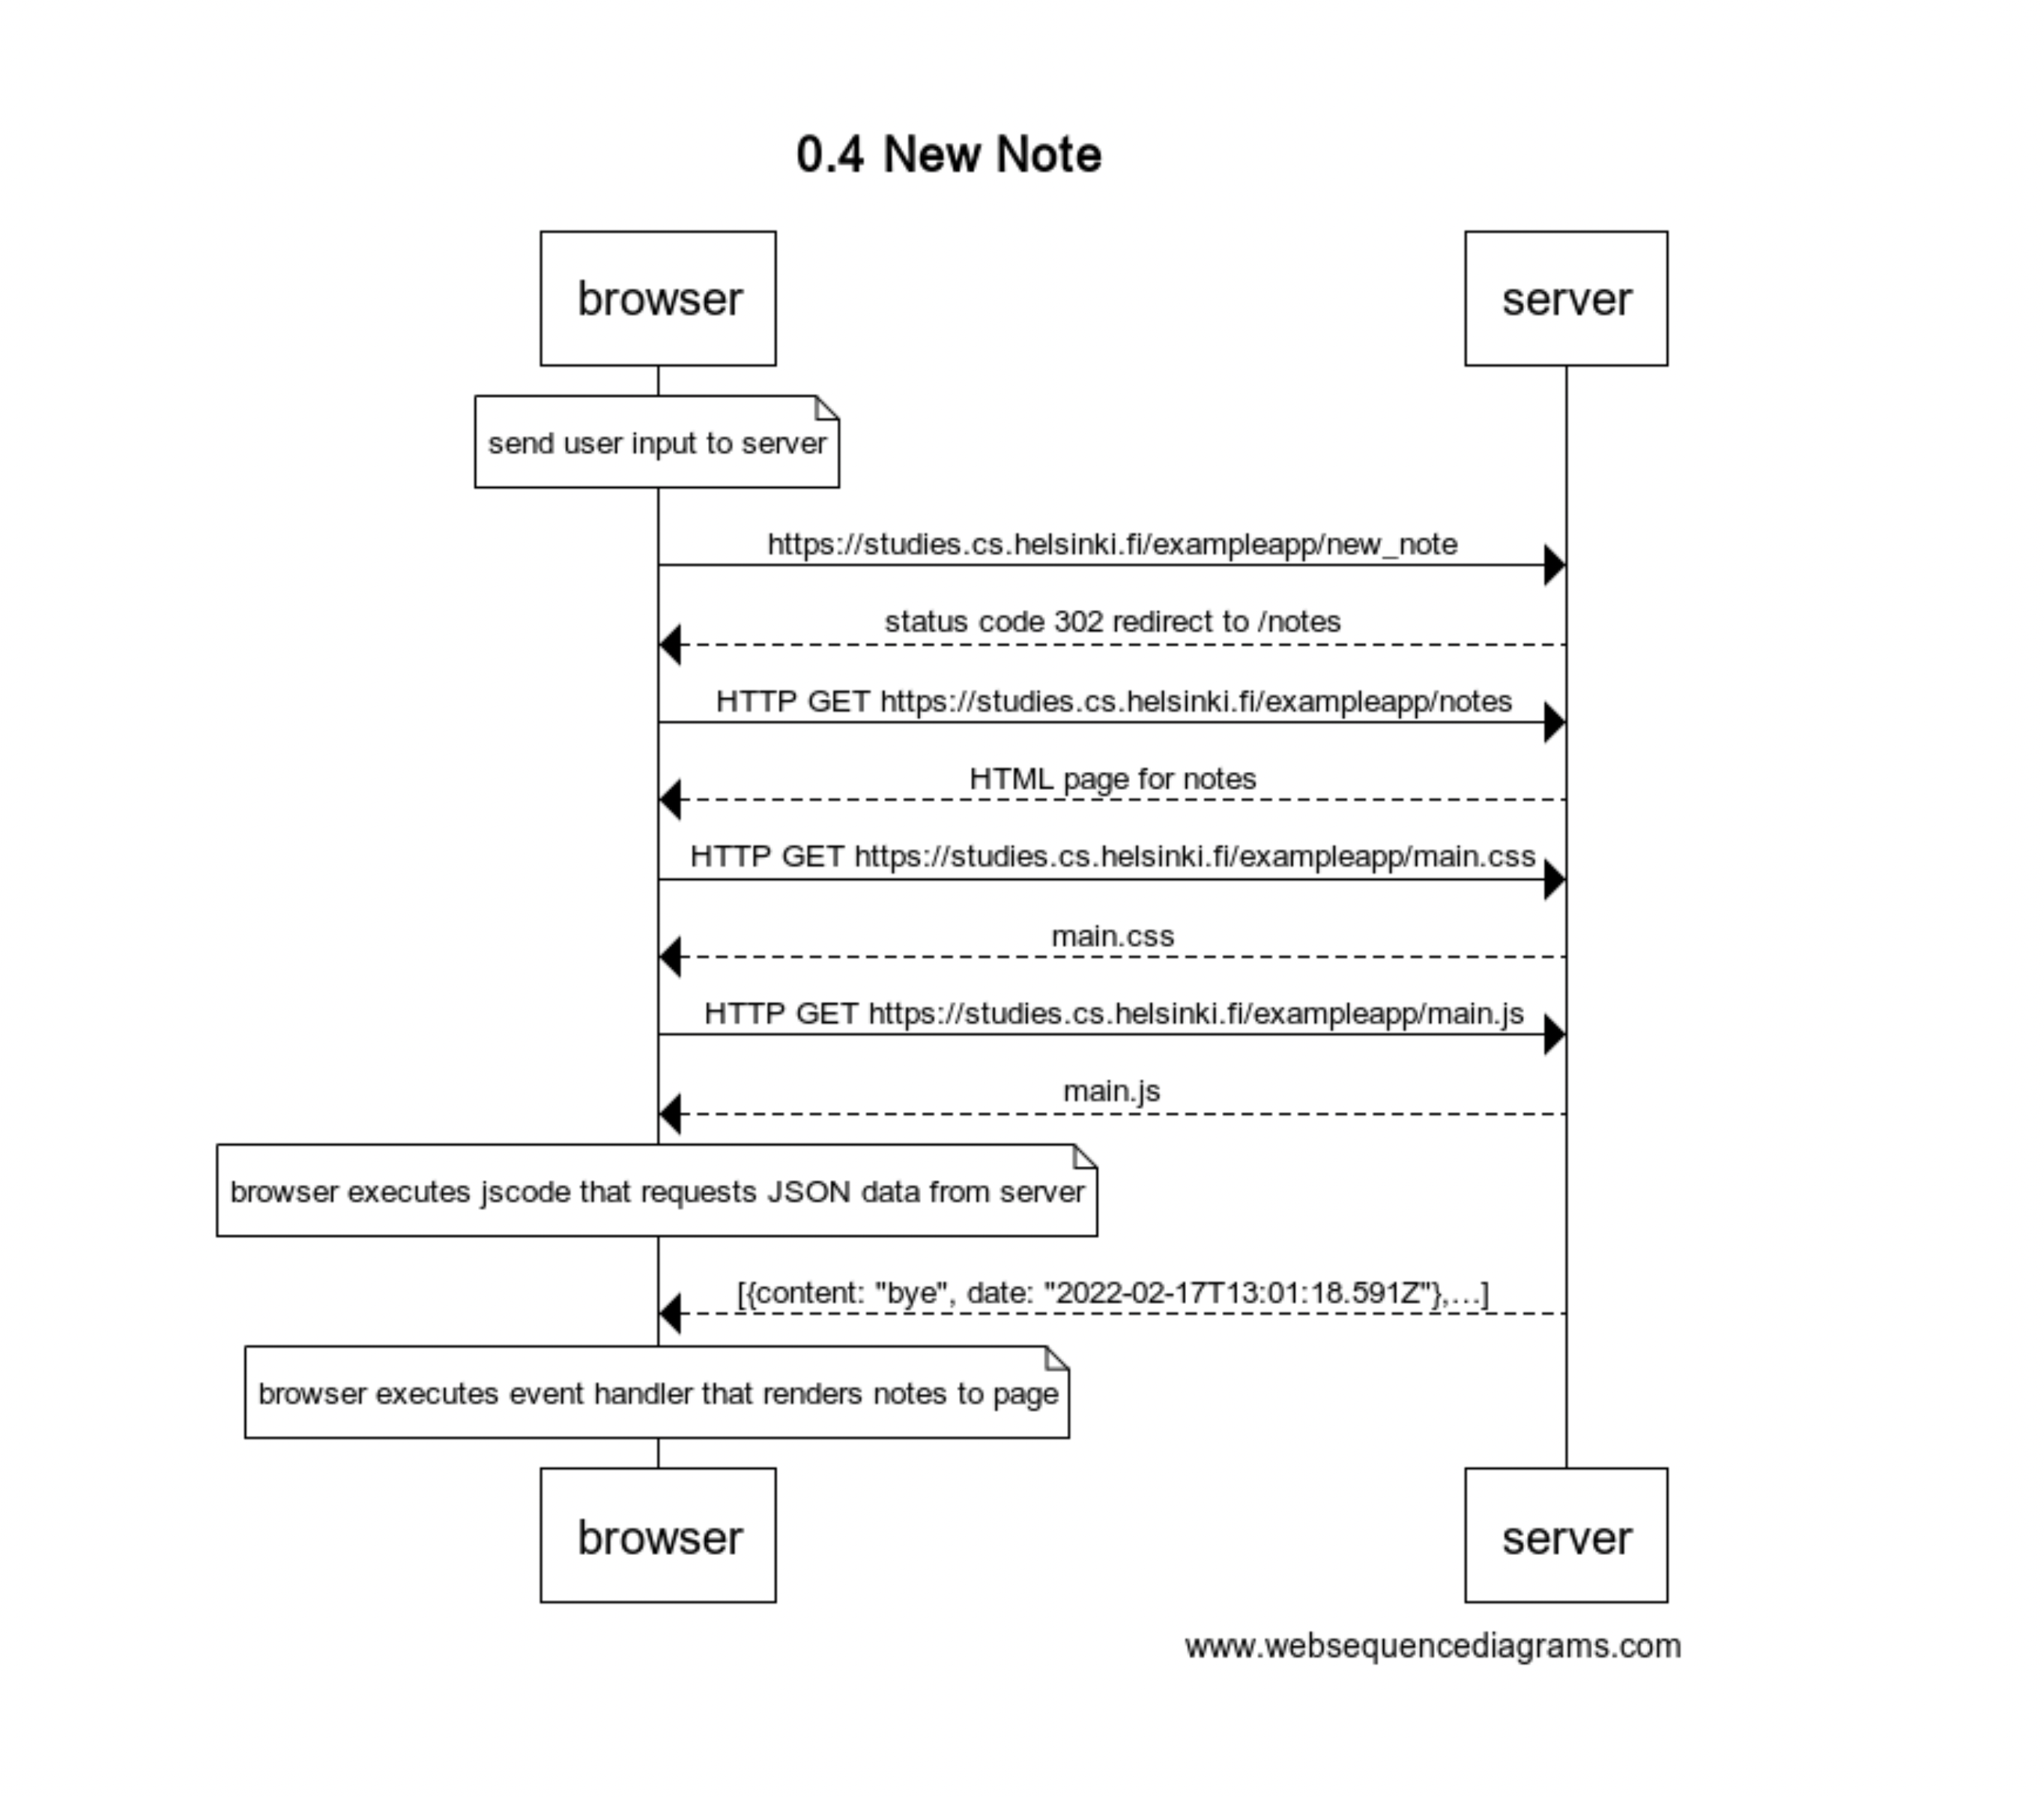 0.4 New Note
browser
server
send user input to server
https://studies.cs.helsinki.fi/exampleapp/new_note
status code 302 redirect to /notes
HTTP GET https://studies.cs.helsinki.fi/exampleapp/notes
HTML page for notes
HTTP GET https://studies.cs.helsinki.fi/exampleapp/main.css
main.css
HTTP GET https://studies.cs.helsinki.fi/exampleapp/main.js
main.js
browser executes jscode that requests JSON data from server
[{content: "bye", date: "2022-02-17T13:01:18.591Z"},...]
browser executes event handler that renders notes to page
browser
server
www.websequencediagrams.com